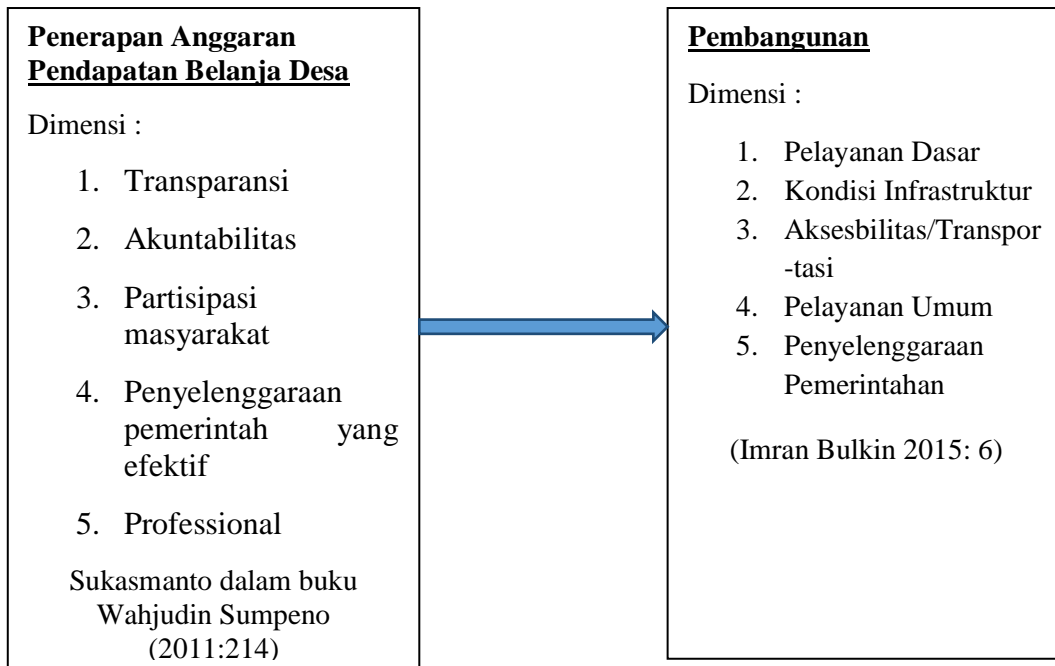 Penerapan Anggaran
Pendapatan Belanja Desa
Dimensi :
1. Transparansi
2. Akuntabilitas
3. Partisipasi
masyarakat
4. Penyelenggaraan
pemerintah yang
efektif
5. Professional
Sukasmanto dalam buku
Wahjudin Sumpeno
(2011:214)
Pembangunan
Dimensi :
1. Pelayanan Dasar
2. Kondisi Infrastruktur
3. Aksesbilitas/Transpor
-tasi
4. Pelayanan Umum
5. Penyelenggaraan
Pemerintahan
(Imran Bulkin 2015: 6)